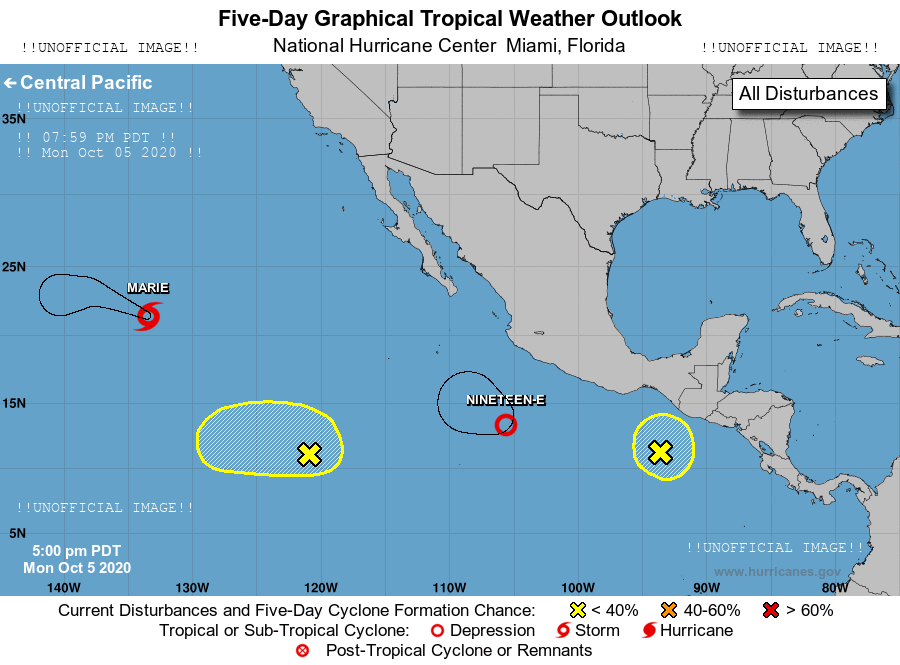 Five-Day Graphical Tropical Weather Outlook
!!UNOFFICIAL IMAGE!! National Hurricane Center  Miami, Florida !!UNOFFICIAL IMAGE!!
← Central Pacific
All Disturbances
!!UNOFFICIAL IMAGE!!
35N
!! 07:59 PM PDT !!
!! Mon Oct 05 2020 !!
25N
MARIE
15N
NINETEEN-E
!!UNOFFICIAL IMAGE!!
5N
5:00 pm PDT
Mon Oct 5 2020
!!UNOFFICIAL IMAGE!!
www.hurricanes.gov
140W 130W 120W 110W 100W 90W 80W
Current Disturbances and Five-Day Cyclone Formation Chance: < 40% 40-60% > 60%
Tropical or Sub-Tropical Cyclone: Depression Storm Hurricane
Post-Tropical Cyclone or Remnants